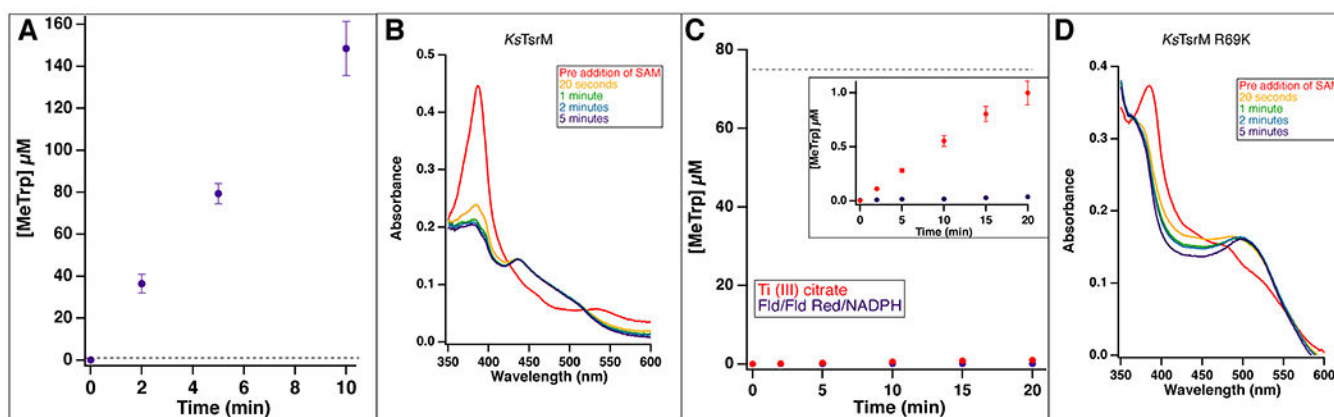 A
[MeTrp] µM
160
140
120
100
80
60
40
20
0
0 2 4 6 8 10
Time (min)
B
KsTsrM
Pre addition of SAM
20 seconds
1 minute
2 minutes
5 minutes
Absorbance
0.5
0.4
0.3
0.2
0.1
0.0
350 400 450 500 550 600
Wavelength (nm)
C
[MeTrp] µM
80
60
40
20
0
0 5 10 15 20
Time (min)
[MeTrp] µM
1.0
0.5
0.0
0 5 10 15 20
Time (min)
Ti (III) citrate
Fld/Fld Red/NADPH
D
KsTsrM R69K
Pre addition of SAM
20 seconds
1 minute
2 minutes
5 minutes
Absorbance
0.4
0.3
0.2
0.1
0.0
350 400 450 500 550 600
Wavelength (nm)